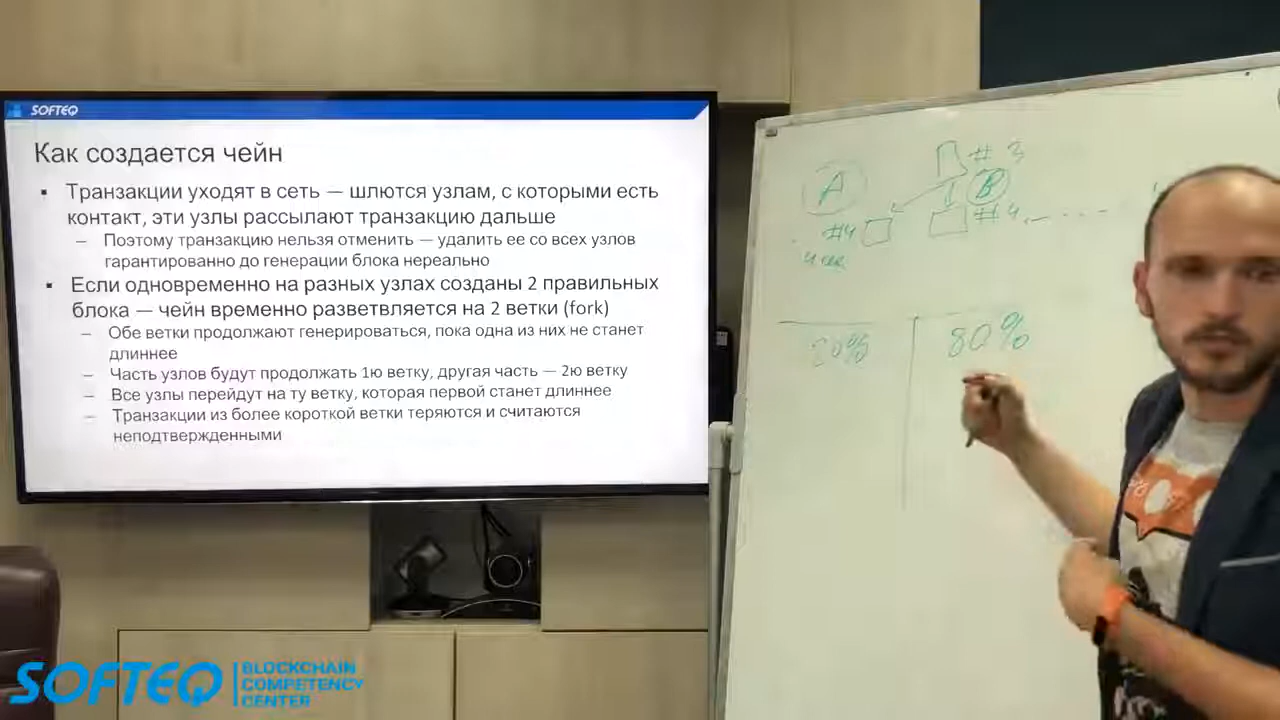 SOFTEQ
Как создается чейн
▪ Транзакции уходят в сеть — шлются узлам, с которыми есть
контакт, эти узлы рассылают транзакцию дальше
– Поэтому транзакцию нельзя отменить — удалить ее со всех узлов
гарантированно до генерации блока нереально
▪ Если одновременно на разных узлах созданы 2 правильных
блока — чейн временно разветвляется на 2 ветки (fork)
– Обе ветки продолжают генерироваться, пока одна из них не станет
длиннее
– Часть узлов будут продолжать 1ю ветку, другая часть — 2ю ветку
– Все узлы перейдут на ту ветку, которая первой станет длиннее
– Транзакции из более короткой ветки теряются и считаются
неподтвержденными
# 3
A
B
#4
#4
80%
SOFTEQ
BLOCKCHAIN
COMPETENCY
CENTER